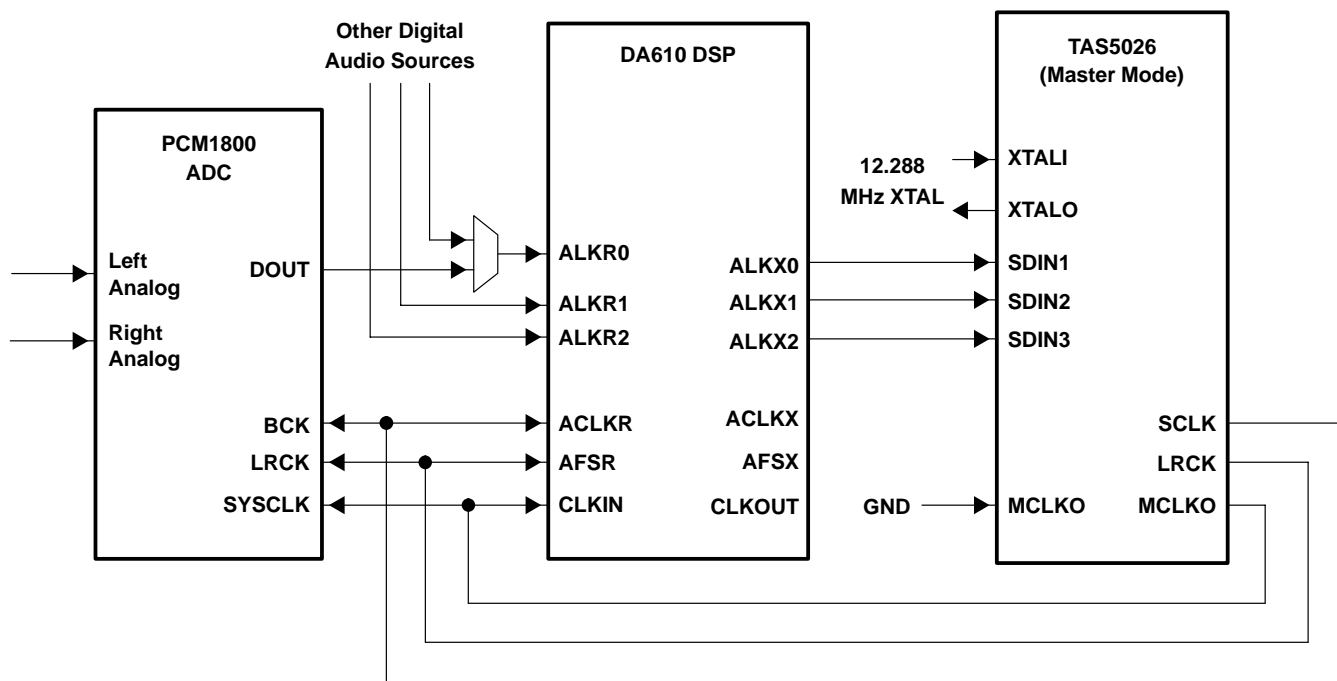 Other Digital
Audio Sources
PCM1800
ADC
Left
Analog
Right
Analog
DOUT
BCK
LRCK
SYSCLK
DA610 DSP
ALKR0
ALKR1
ALKR2
ACLKR
AFSR
CLKIN
ALKX0
ALKX1
ALKX2
ACLKX
AFSX
CLKOUT
12.288
MHz XTAL
GND
TAS5026
(Master Mode)
XTALI
XTALO
SDIN1
SDIN2
SDIN3
MCLKO
SCLK
LRCK
MCLKO